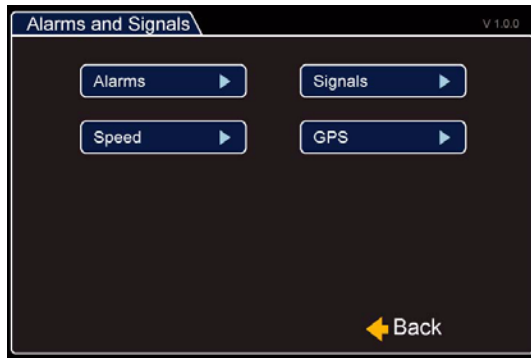 Alarms and Signals
V 1.0.0
Alarms
Signals
Speed
GPS
Back